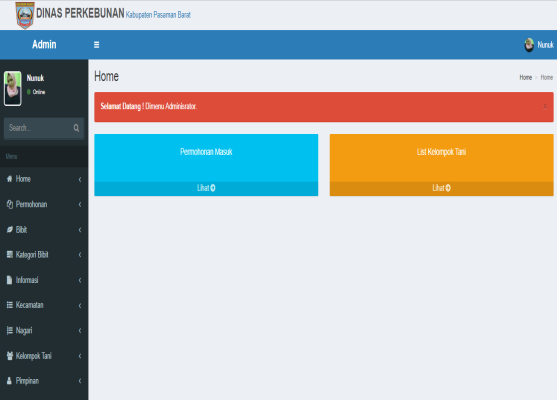 DINAS PERKEBUNAN Kabupaten Pasaman Barat
Admin
Nunuk
Nunuk
Online
Home
Home > Home
Selamat Datang ! Dimenu Adminisrator.
Search...
Menu
Permohonan Masuk
Lihat
List Kelompok Tani
Lihat
Home
Permohonan
Bibit
Kategori Bibit
Informasi
Kecamatan
Nagari
Kelompok Tani
Pimpinan